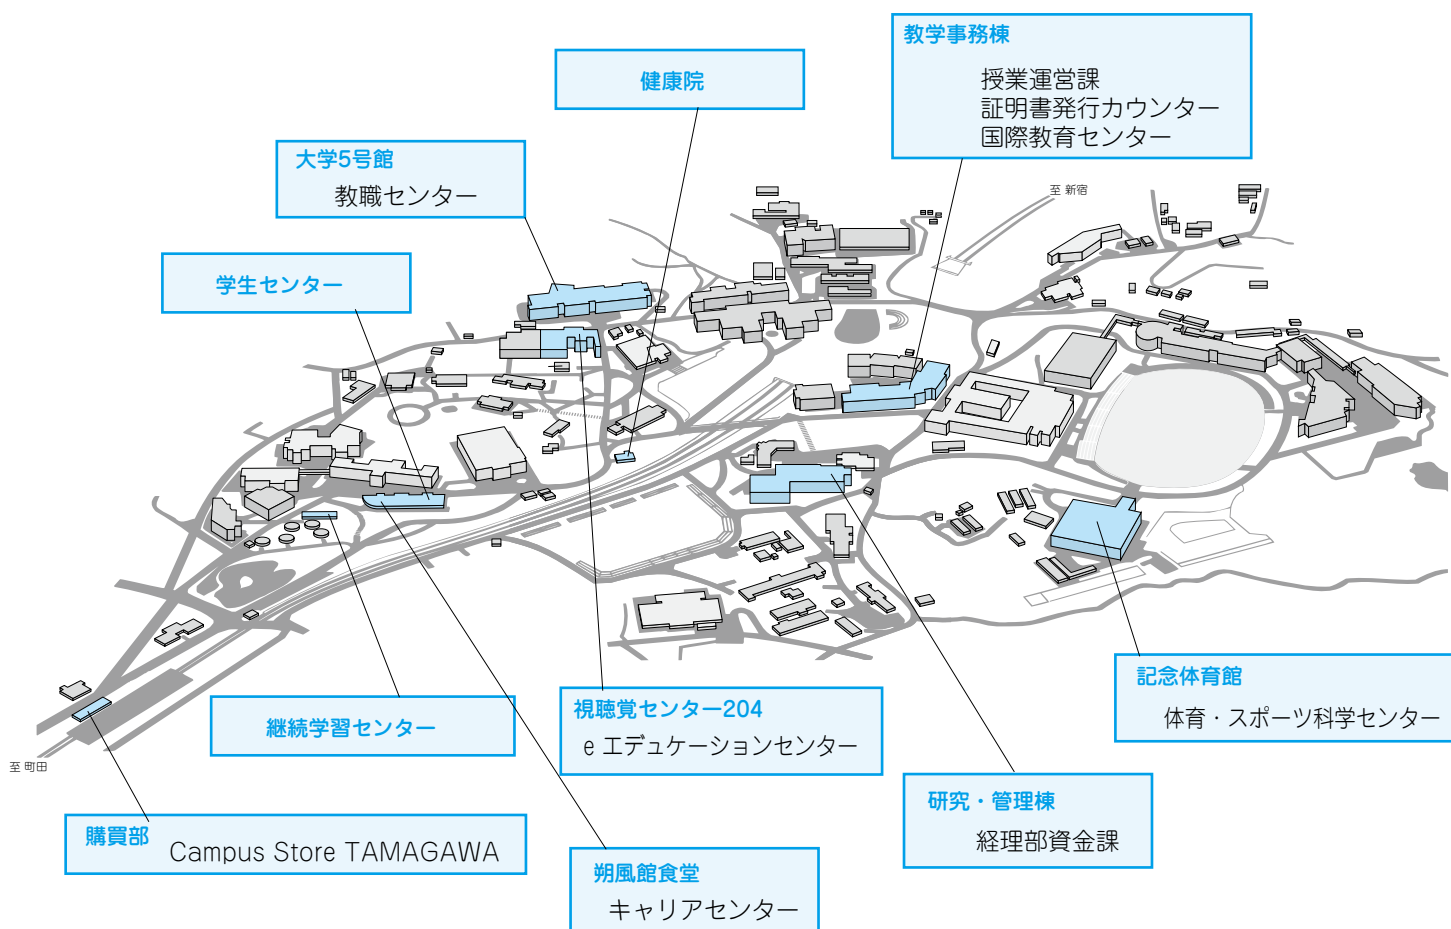 教学事務棟
授業運営課
証明書発行カウンター
国際教育センター
健康院
大学5号館
教職センター
至 新宿
学生センター
記念体育館
体育・スポーツ科学センター
視聴覚センター204
e エデュケーションセンター
継続学習センター
至 町田
研究・管理棟
経理部資金課
購買部
Campus Store TAMAGAWA
朔風館食堂
キャリアセンター